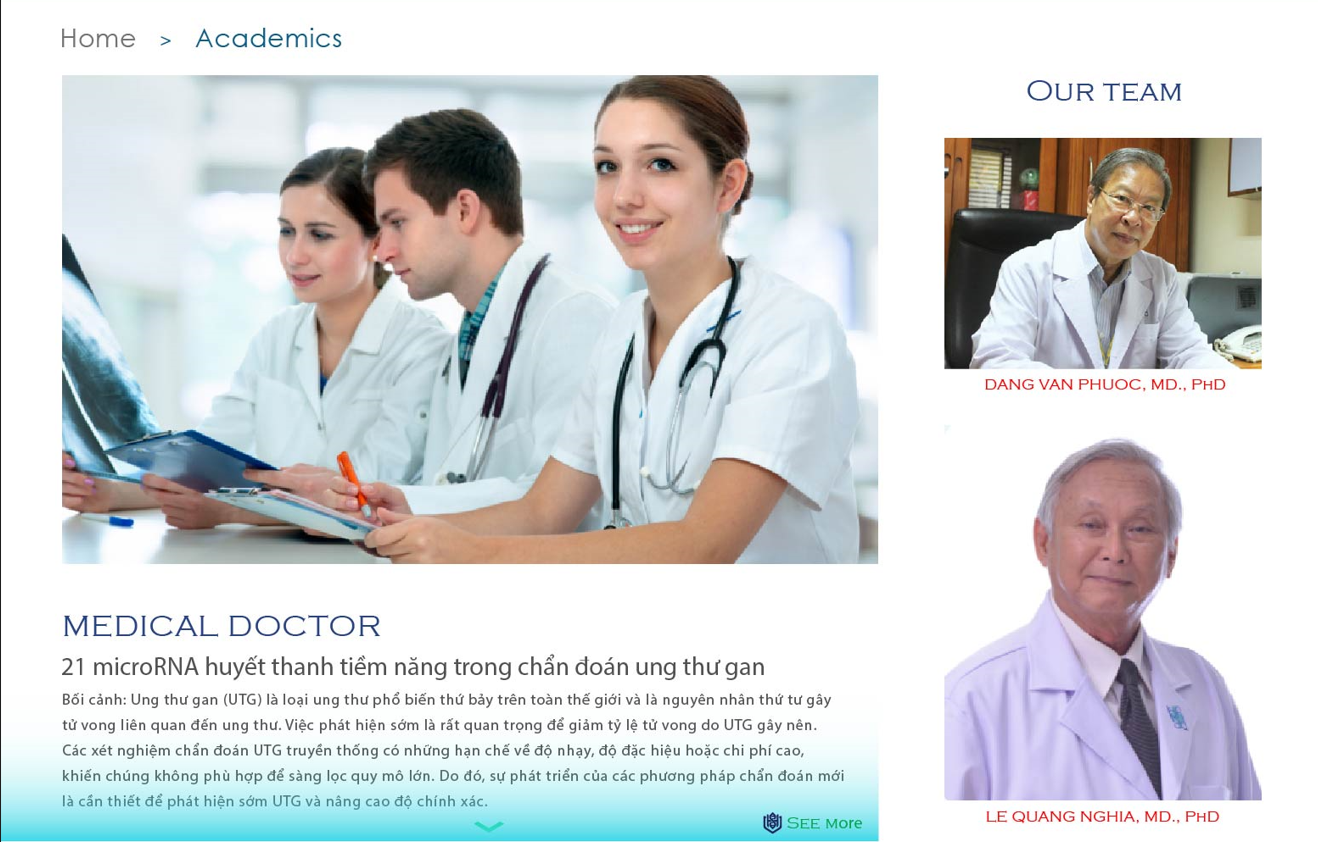 Home > Academics
OUR TEAM
DANG VAN PHUOC, MD., PHD
MEDICAL DOCTOR
21 microRNA huyết thanh tiềm năng trong chẩn đoán ung thư gan
Bối cảnh: Ung thư gan (UTG) là loại ung thư phổ biến thứ bảy trên toàn thế giới và là nguyên nhân thứ tư gây
tử vong liên quan đến ung thư. Việc phát hiện sớm là rất quan trọng để giảm tỷ lệ tử vong do UTG gây nên.
Các xét nghiệm chẩn đoán UTG truyền thống có những hạn chế về độ nhạy, độ đặc hiệu hoặc chi phí cao,
khiến chúng không phù hợp để sàng lọc quy mô lớn. Do đó, sự phát triển của các phương pháp chẩn đoán mới
là cần thiết để phát hiện sớm UTG và nâng cao độ chính xác.
SEE More
LE QUANG NGHIA, MD., PHD